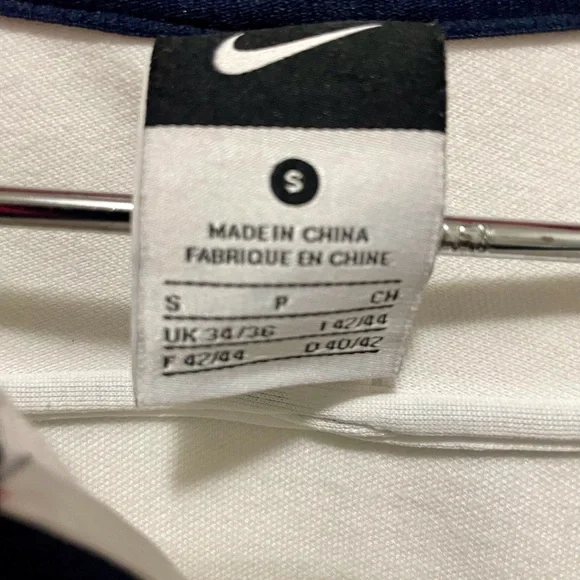 S
MADE IN CHINA
FABRIQUE EN CHINE
S P CH
UK 34/36 I 42/44
F 42/44 D 40/42